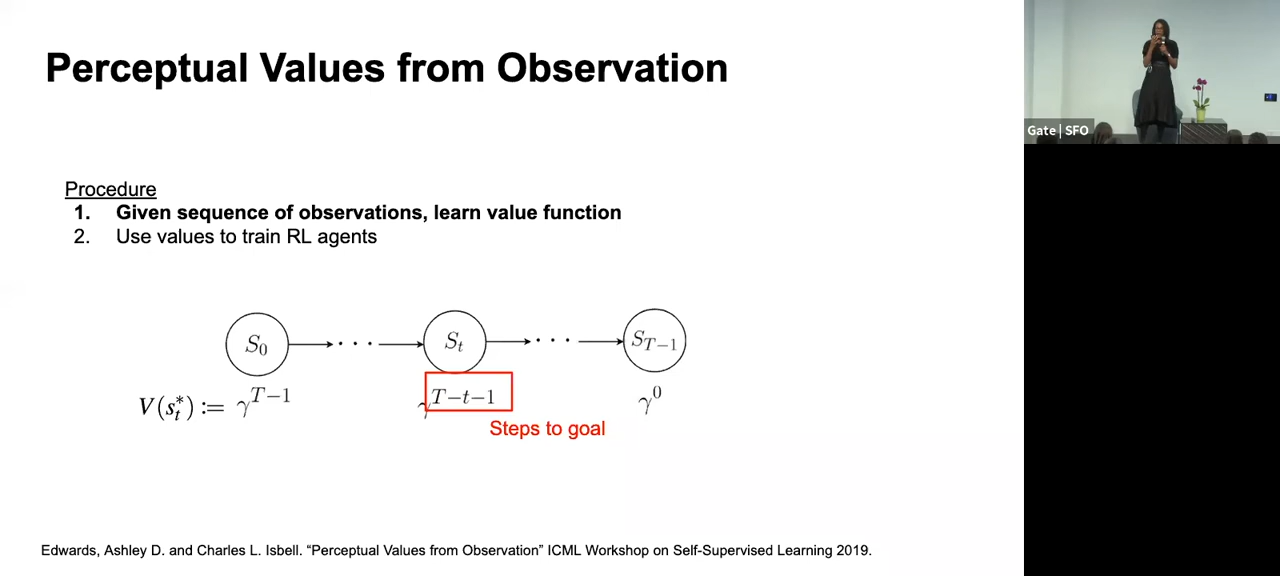 Perceptual Values from Observation
Gate | SFO
Procedure
1. Given sequence of observations, learn value function
2. Use values to train RL agents
S_0 · · · S_t · · · S_{T−1}
V(s_t^*) := γ^{T−1} γ^{T−t−1} γ^0
Steps to goal
Edwards, Ashley D. and Charles L. Isbell. “Perceptual Values from Observation” ICML Workshop on Self-Supervised Learning 2019.